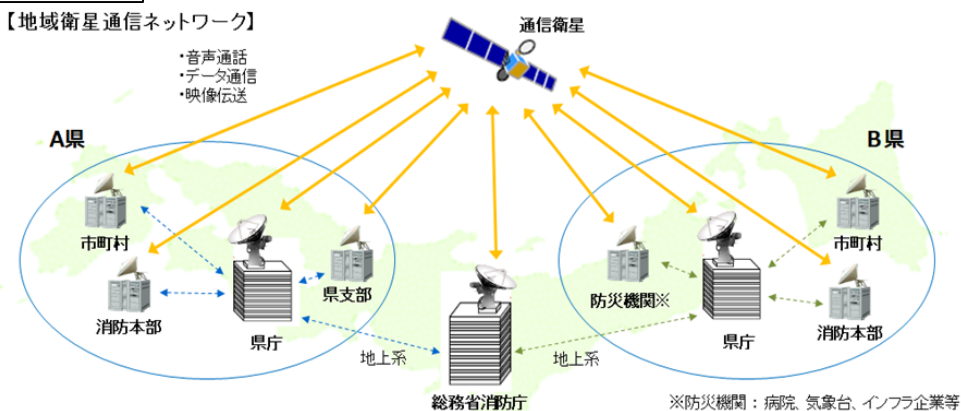 【地域衛星通信ネットワーク】
・音声通話
・データ通信
・映像伝送
通信衛星
A県
B県
市町村
消防本部
県庁
県支部
地上系
総務省消防庁
地上系
防災機関※
県庁
市町村
消防本部
※防災機関：病院、気象台、インフラ企業等